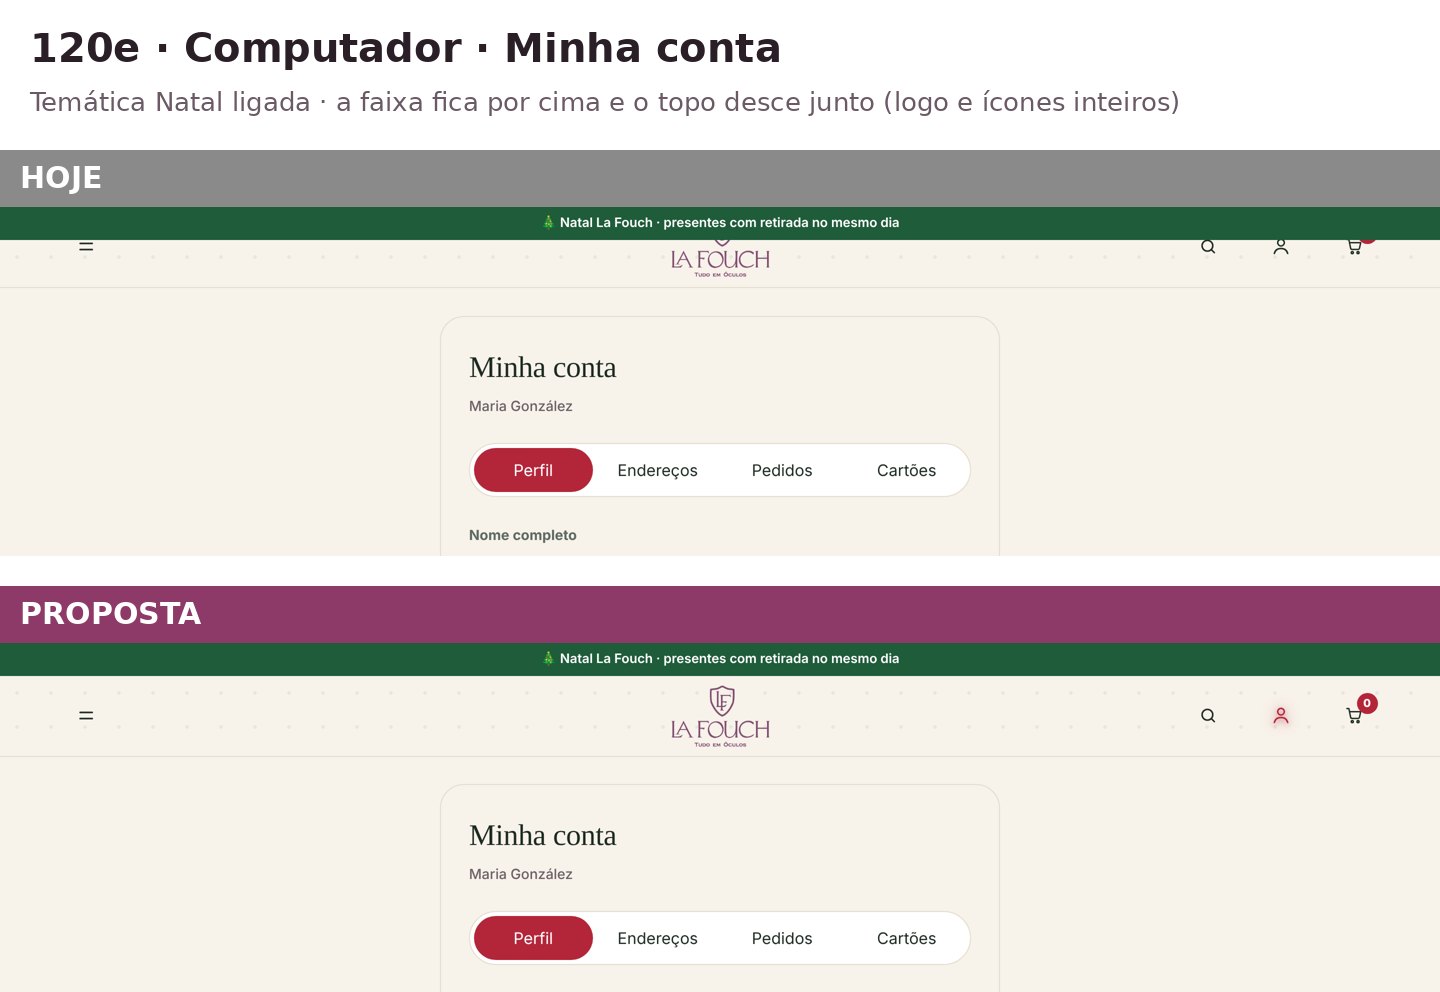 120e · Computador · Minha conta
Temática Natal ligada · a faixa fica por cima e o topo desce junto (logo e ícones inteiros)
HOJE
🎄 Natal La Fouch · presentes com retirada no mesmo dia
LA FOUCH
TUDO EM ÓCULOS
Minha conta
Maria González
Perfil Endereços Pedidos Cartões
Nome completo
PROPOSTA
🎄 Natal La Fouch · presentes com retirada no mesmo dia
LF
0
LA FOUCH
TUDO EM ÓCULOS
Minha conta
Maria González
Perfil Endereços Pedidos Cartões